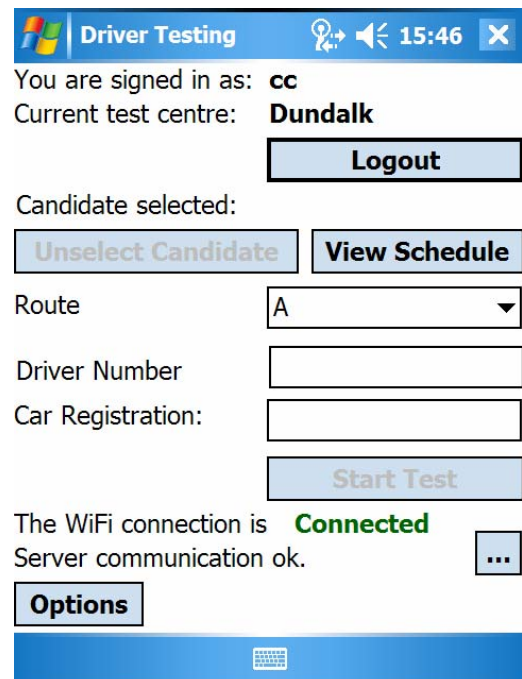 Driver Testing 15:46
You are signed in as: cc
Current test centre: Dundalk
Logout
Candidate selected:
Unselect Candidate View Schedule
Route A
Driver Number
Car Registration:
Start Test
The WiFi connection is Connected
Server communication ok. ...
Options